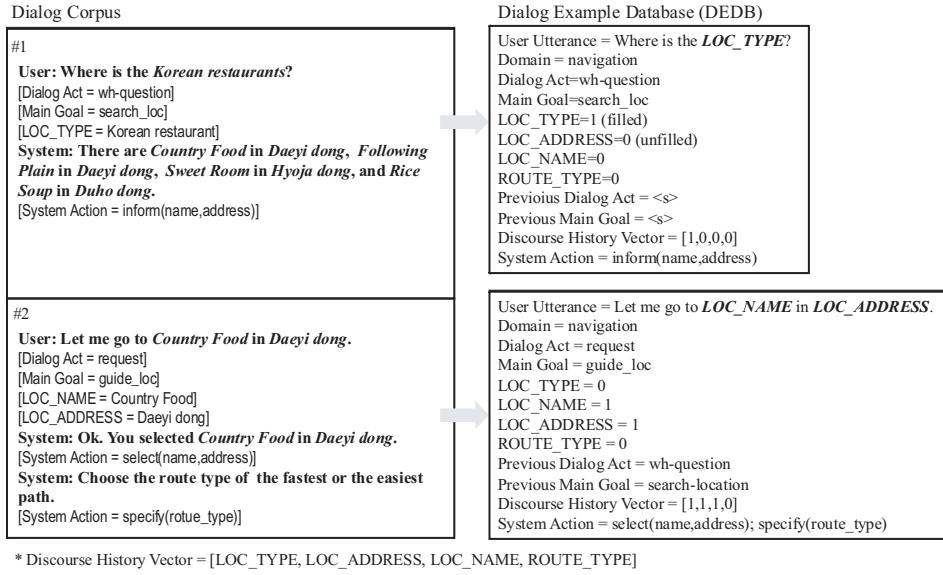 Dialog Corpus
#1
User: Where is the Korean restaurants?
[Dialog Act = wh-question]
[Main Goal = search_loc]
[LOC_TYPE = Korean restaurant]
System: There are Country Food in Daeyi dong, Following
Plain in Daeyi dong, Sweet Room in Hyoja dong, and Rice
Soup in Duho dong.
[System Action = inform(name,address)]
#2
User: Let me go to Country Food in Daeyi dong.
[Dialog Act = request]
[Main Goal = guide_loc]
[LOC_NAME = Country Food]
[LOC_ADDRESS = Daeyi dong]
System: Ok. You selected Country Food in Daeyi dong.
[System Action = select(name,address)]
System: Choose the route type of the fastest or the easiest
path.
[System Action = specify(rotue_type)]
Dialog Example Database (DEDB)
User Utterance = Where is the LOC_TYPE?
Domain = navigation
Dialog Act=wh-question
Main Goal=search_loc
LOC_TYPE=1 (filled)
LOC_ADDRESS=0 (unfilled)
LOC_NAME=0
ROUTE_TYPE=0
Previoius Dialog Act = <s>
Previous Main Goal = <s>
Discourse History Vector = [1,0,0,0]
System Action = inform(name,address)
User Utterance = Let me go to LOC_NAME in LOC_ADDRESS.
Domain = navigation
Dialog Act = request
Main Goal = guide_loc
LOC_TYPE = 0
LOC_NAME = 1
LOC_ADDRESS = 1
ROUTE_TYPE = 0
Previous Dialog Act = wh-question
Previous Main Goal = search-location
Discourse History Vector = [1,1,1,0]
System Action = select(name,address); specify(route_type)
* Discourse History Vector = [LOC_TYPE, LOC_ADDRESS, LOC_NAME, ROUTE_TYPE]